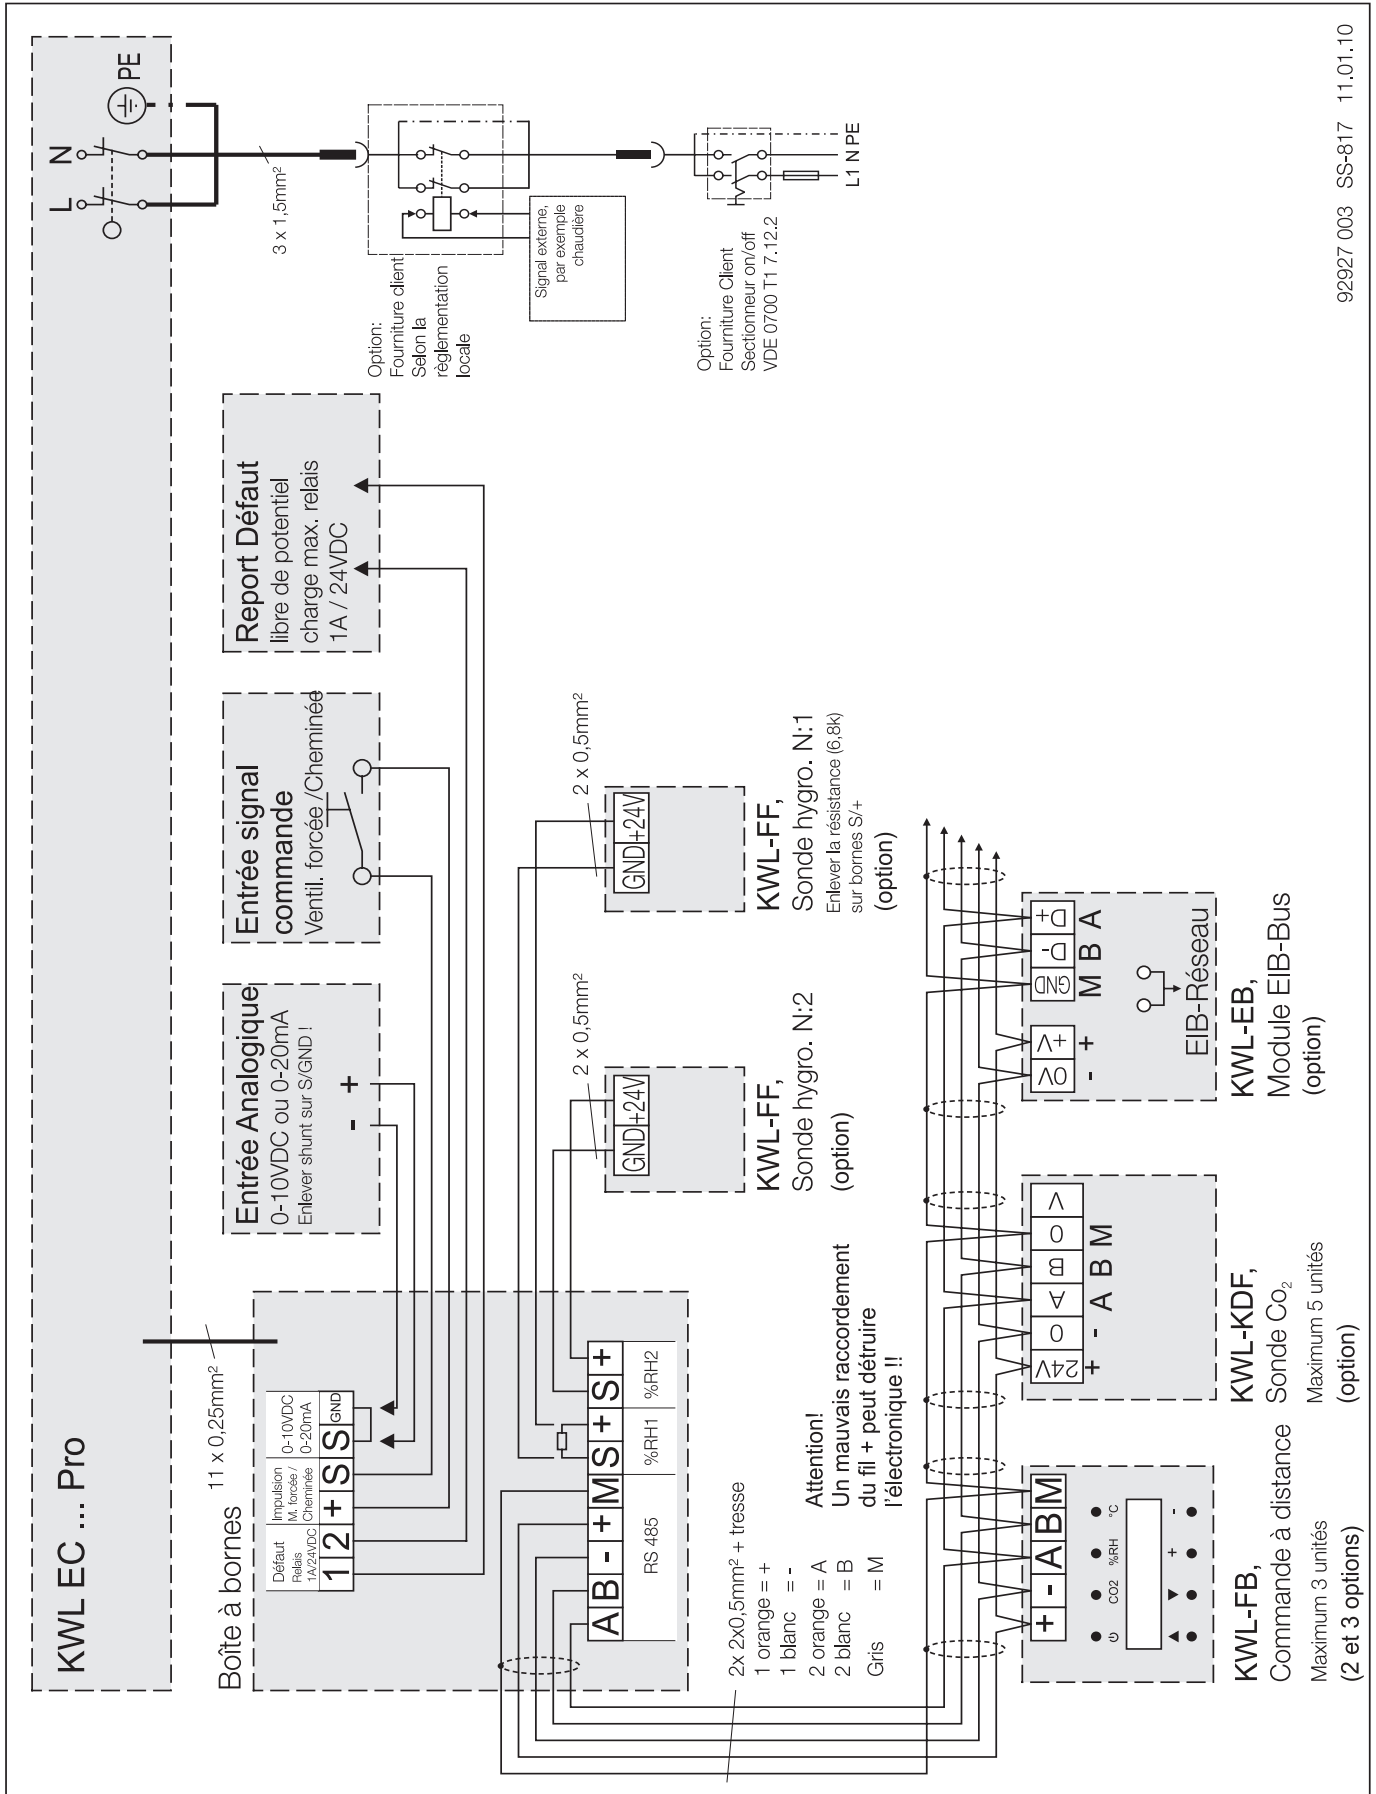 KWL EC ... Pro
L
N
PE
3 x 1,5mm²
11 x 0,25mm²
Boîte à bornes
Défaut
Relais
1A/24VDC
Impulsion
M. forcée /
Cheminée
0-10VDC
0-20mA
1
2
+
S
S
GND
Entrée Analogique
0-10VDC ou 0-20mA
Enlever shunt sur S/GND !
- +
Entrée signal
commande
Ventil. forcée /Cheminée
Report Défaut
libre de potentiel
charge max. relais
1A / 24VDC
Option:
Fourniture client
Selon la
règlementation
locale
Signal externe,
par exemple
chaudière
Option:
Fourniture Client
Sectionneur on/off
VDE 0700 T1 7.12.2
L1 N PE
A B - + M S + S +
RS 485
%RH1
%RH2
2 x 0,5mm²
GND +24V
KWL-FF,
Sonde hygro. N:2
(option)
2 x 0,5mm²
GND +24V
KWL-FF,
Sonde hygro. N:1
Enlever la résistance (6,8k)
sur bornes S/+
(option)
2x 2x0,5mm² + tresse
1 orange = +
1 blanc = -
2 orange = A
2 blanc = B
Gris = M
Attention!
Un mauvais raccordement
du fil + peut détruire
l'électronique !!
+ - A B M
CO2 %RH °C
+ -
KWL-FB,
Commande à distance
Maximum 3 unités
(2 et 3 options)
24V 0 A B 0 V
+ - A B M
KWL-KDF,
Sonde Co₂
Maximum 5 unités
(option)
0V +V GND D- D+
- + M B A
EIB-Réseau
KWL-EB,
Module EIB-Bus
(option)
92927 003 SS-817 11.01.10